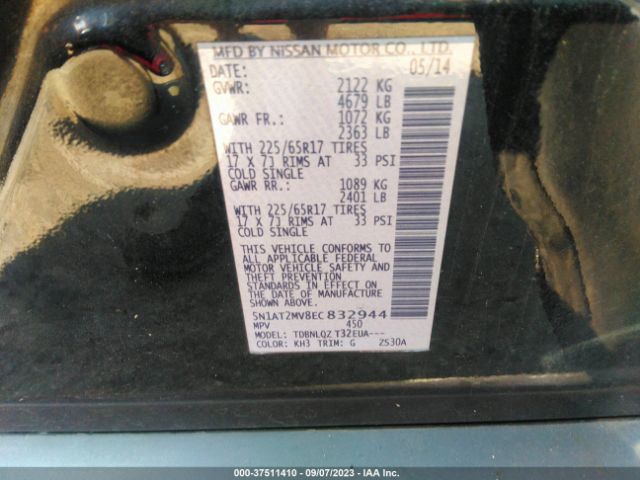 MFD BY NISSAN MOTOR CO., LTD.
DATE: 05/14
GVWR: 2122 KG
4679 LB
GAWR FR.: 1072 KG
2363 LB
WITH 225/65R17 TIRES
17 X 7J RIMS AT 33 PSI
COLD SINGLE
GAWR RR.: 1089 KG
2401 LB
WITH 225/65R17 TIRES
17 X 7J RIMS AT 33 PSI
COLD SINGLE
THIS VEHICLE CONFORMS TO
ALL APPLICABLE FEDERAL
MOTOR VEHICLE SAFETY AND
THEFT PREVENTION
STANDARDS IN EFFECT ON
THE DATE OF MANUFACTURE
SHOWN ABOVE.
5N1AT2MV8EC832944
MPV 450
MODEL: TDBNLQZ T32EUA---
COLOR: KH3 TRIM: G ZS30A
000-37511410 - 09/07/2023 - IAA Inc.